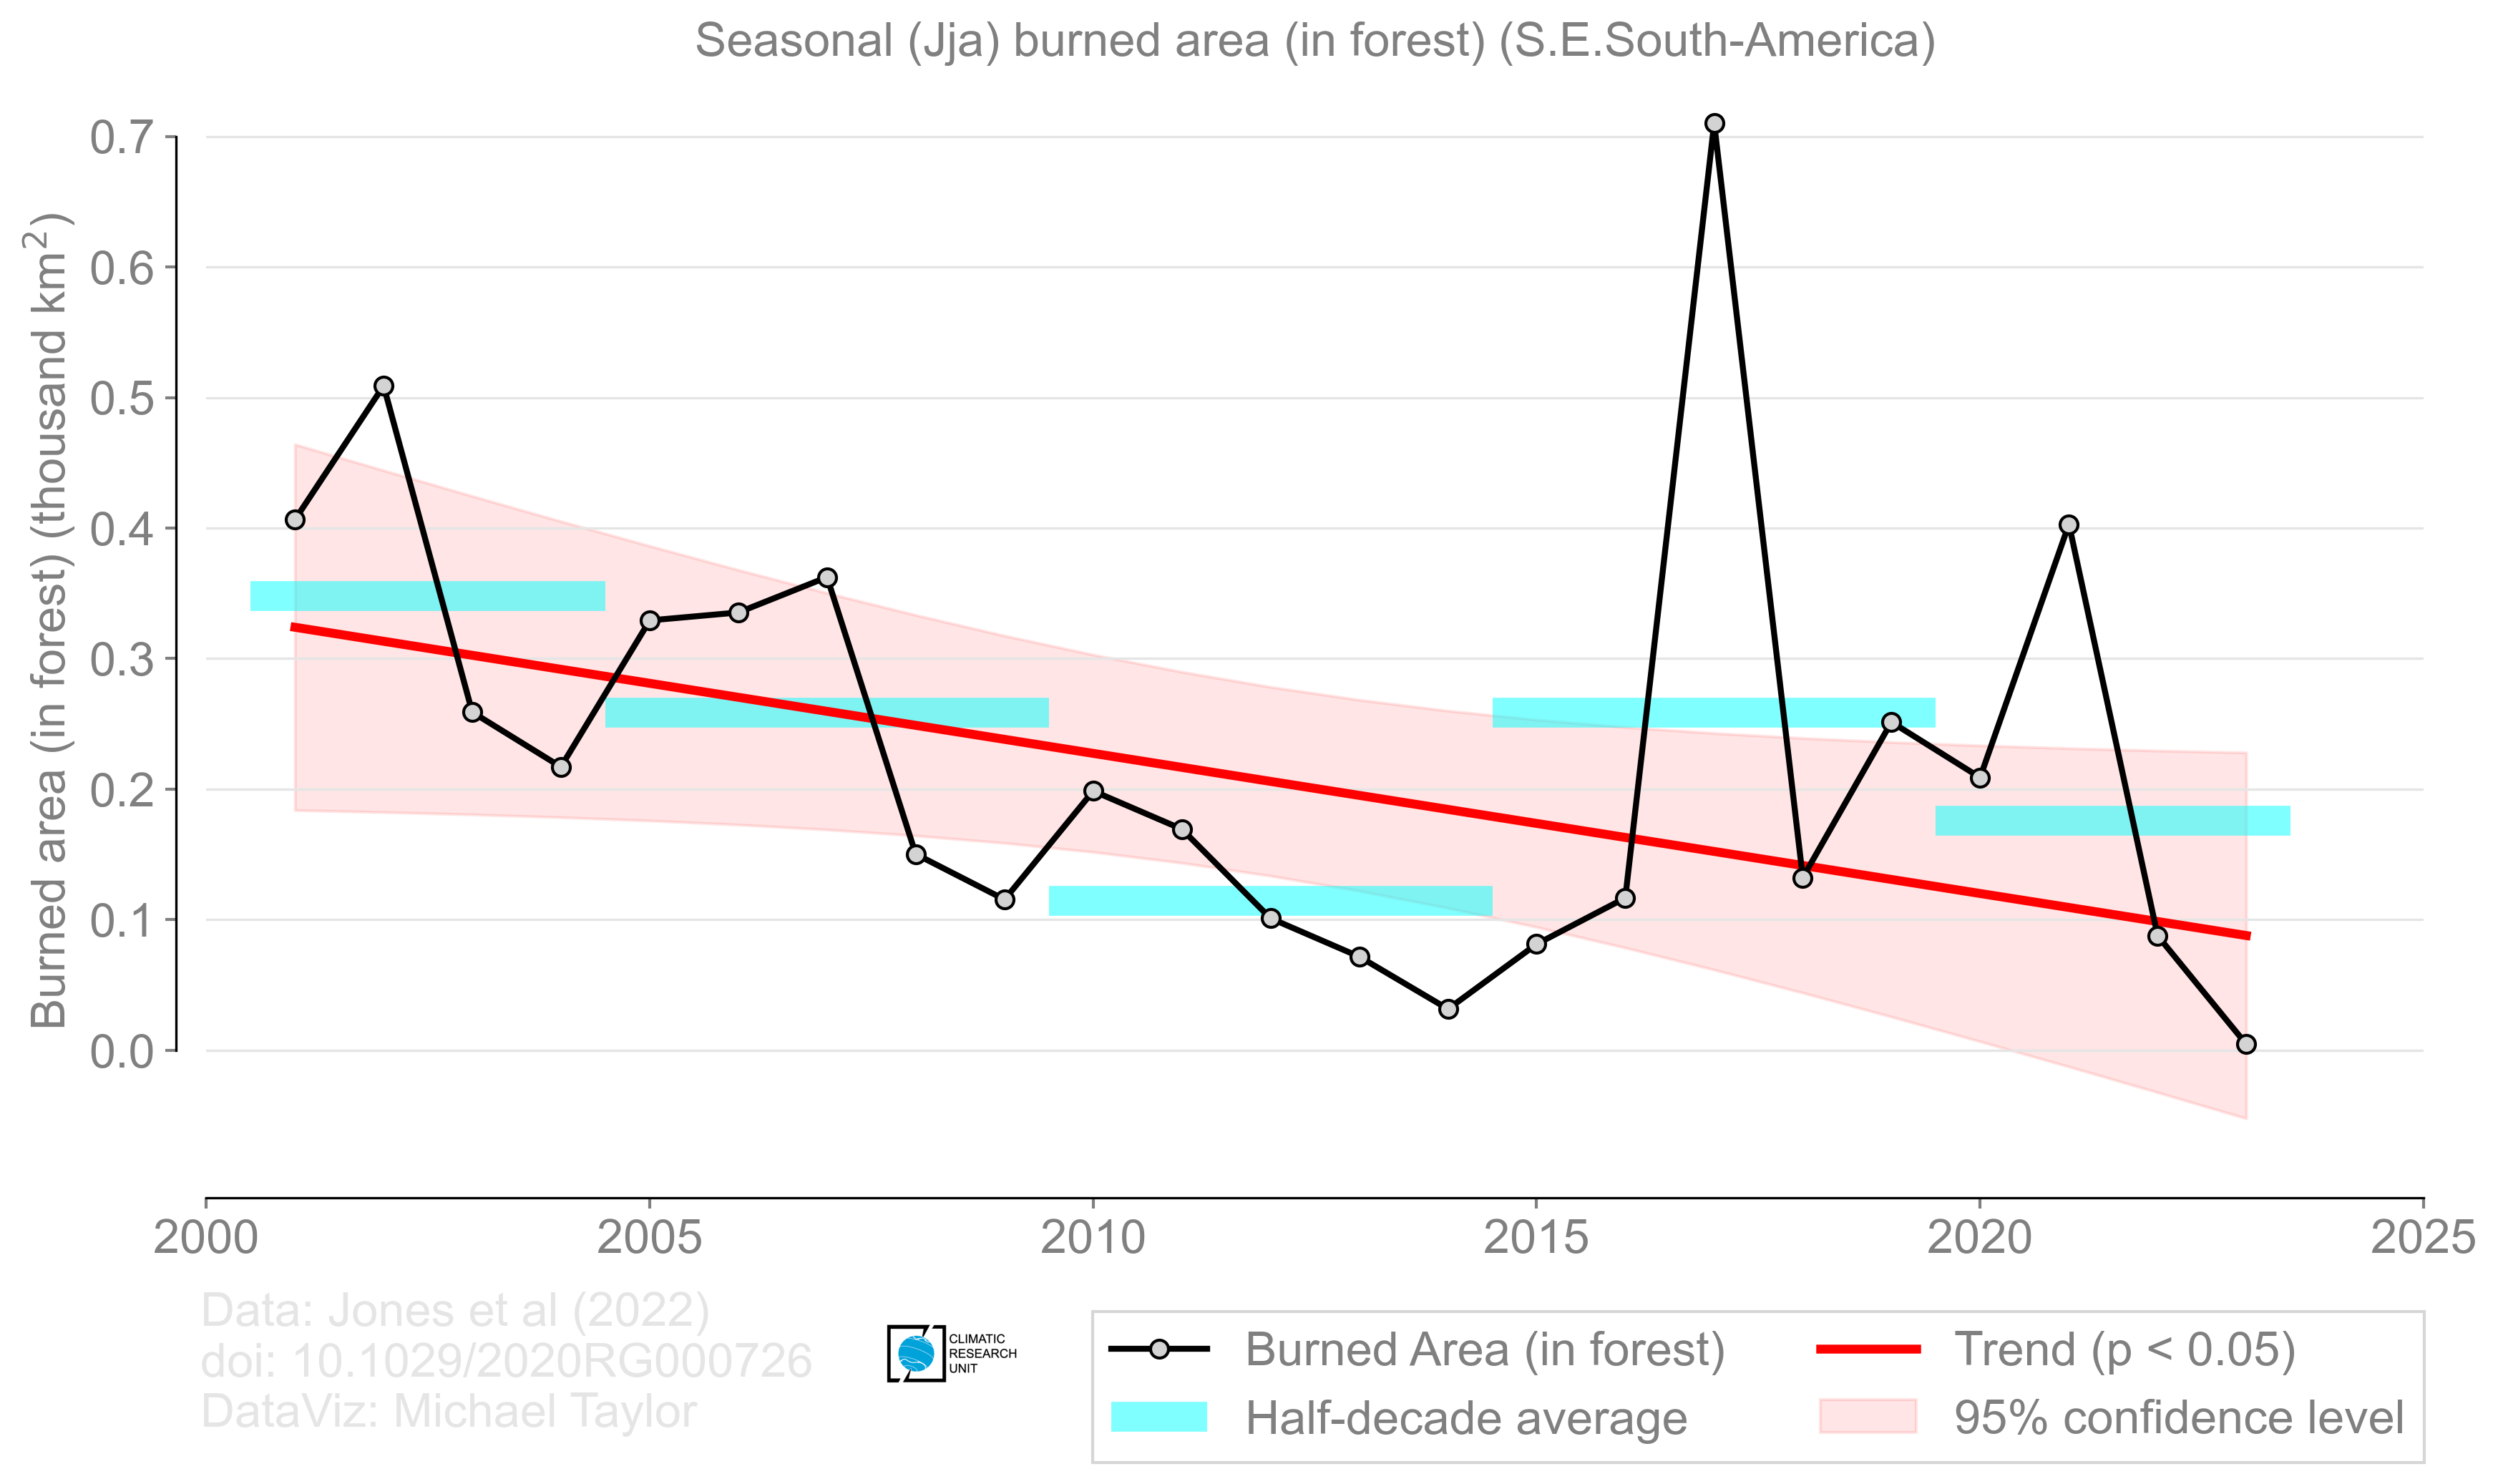 Seasonal (Jja) burned area (in forest) (S.E.South-America)
Burned area (in forest) (thousand km²)
0.7
0.6
0.5
0.4
0.3
0.2
0.1
0.0
2000 2005 2010 2015 2020 2025
Data: Jones et al (2022)
doi: 10.1029/2020RG000726
DataViz: Michael Taylor
CLIMATIC
RESEARCH
UNIT
Burned Area (in forest)
Half-decade average
Trend (p < 0.05)
95% confidence level